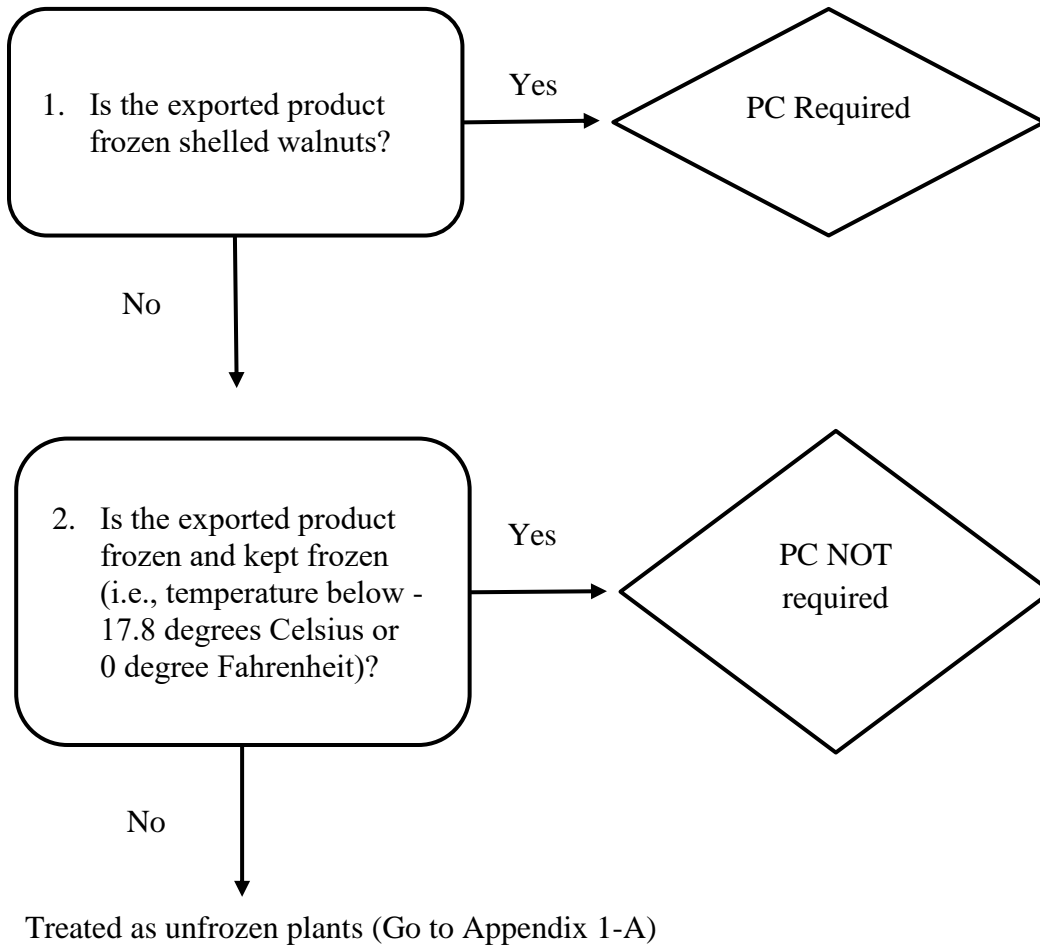 1. Is the exported product
frozen shelled walnuts?
Yes
PC Required
No
2. Is the exported product
frozen and kept frozen
(i.e., temperature below -
17.8 degrees Celsius or
0 degree Fahrenheit)?
Yes
PC NOT
required
No
Treated as unfrozen plants (Go to Appendix 1-A)